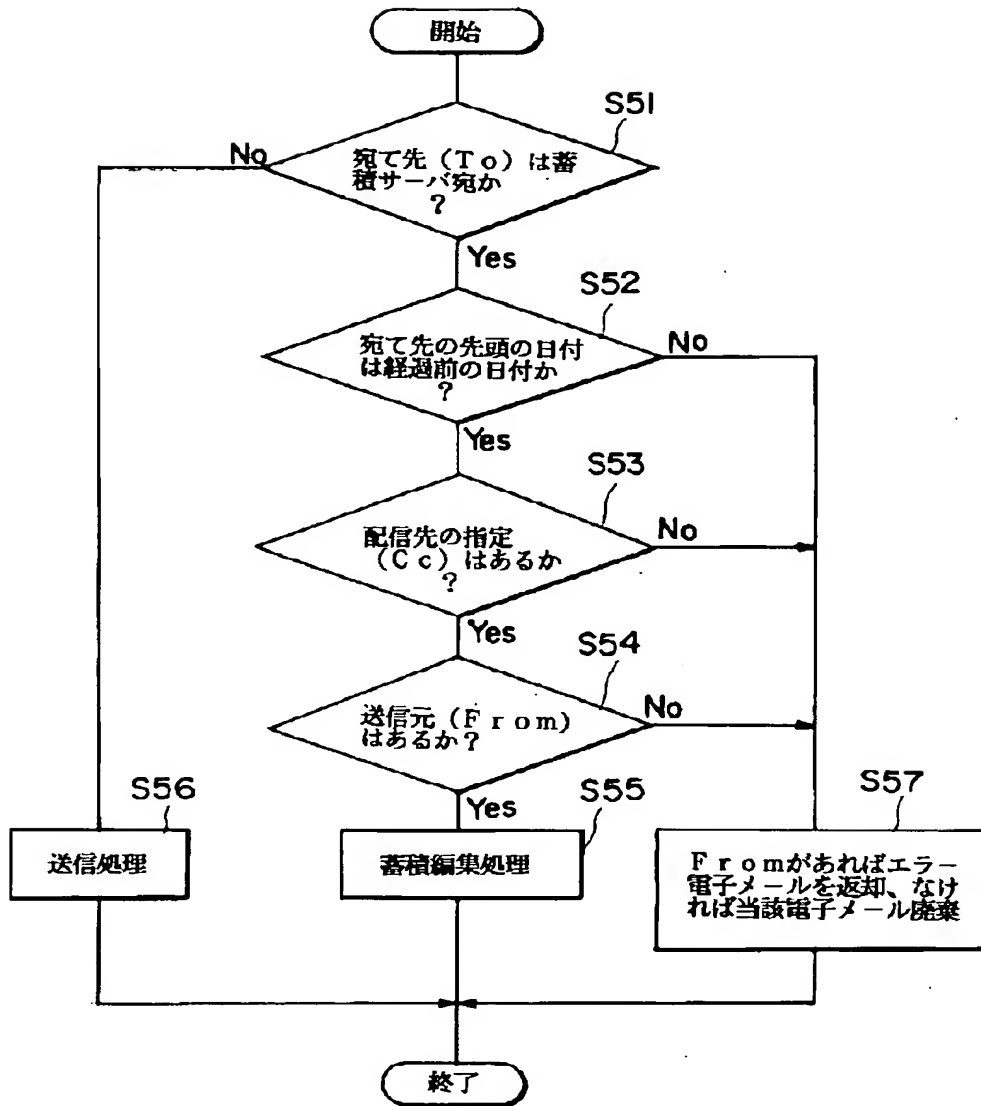 開始
S51
No
宛て先(To)は蓄
積サーバ宛か
?
Yes
S52
No
宛て先の先頭の日付
は経過前の日付か
?
Yes
S53
No
配信先の指定
(Cc)はあるか
?
Yes
S54
No
送信元(From)
はあるか?
Yes
S56
送信処理
S55
蓄積編集処理
S57
Fromがあればエラー
電子メールを返却、なけ
れば当該電子メール廃棄
終了